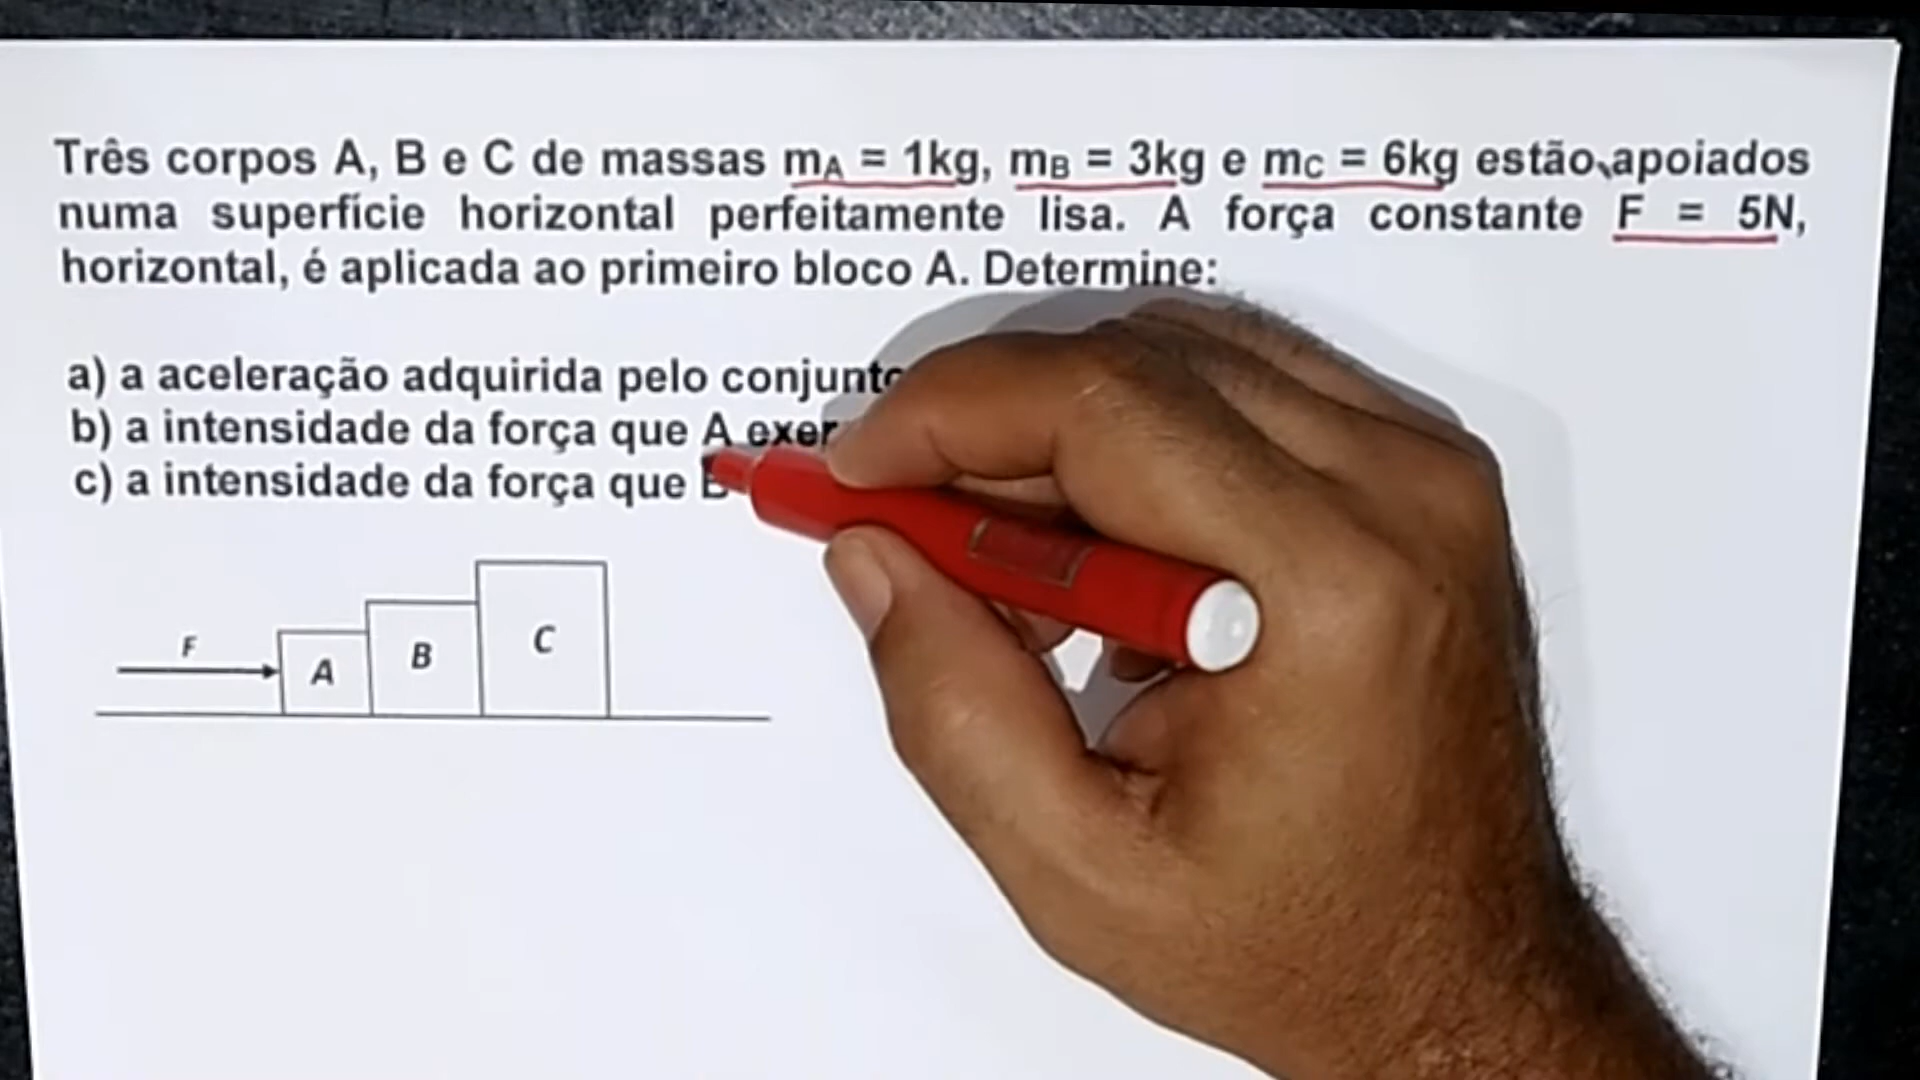 Três corpos A, B e C de massas mA = 1kg, mB = 3kg e mC = 6kg estão apoiados
numa superfície horizontal perfeitamente lisa. A força constante F = 5N,
horizontal, é aplicada ao primeiro bloco A. Determine:
a) a aceleração adquirida pelo conjunto
b) a intensidade da força que A exer
c) a intensidade da força que B
F
A
B
C